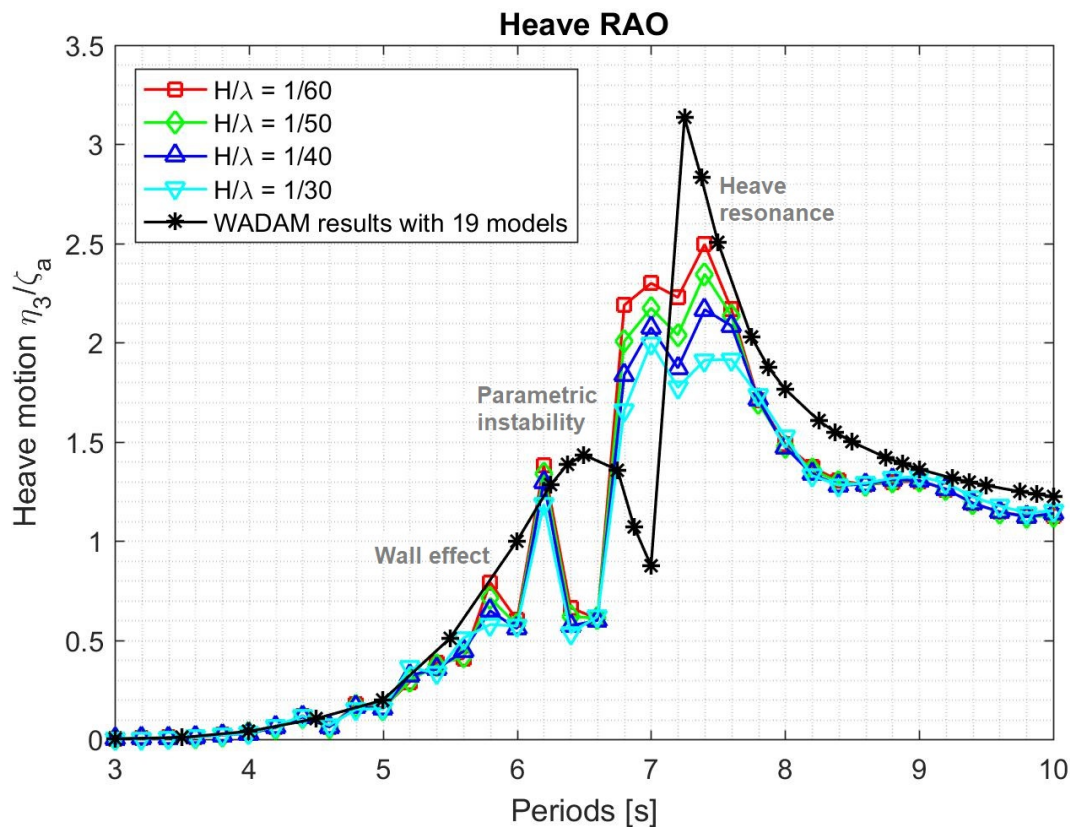 Heave RAO
3.5
3
2.5
2
1.5
1
0.5
0
Heave motion η3/ζa
H/λ = 1/60
H/λ = 1/50
H/λ = 1/40
H/λ = 1/30
WADAM results with 19 models
Heave
resonance
Parametric
instability
Wall effect
3 4 5 6 7 8 9 10
Periods [s]